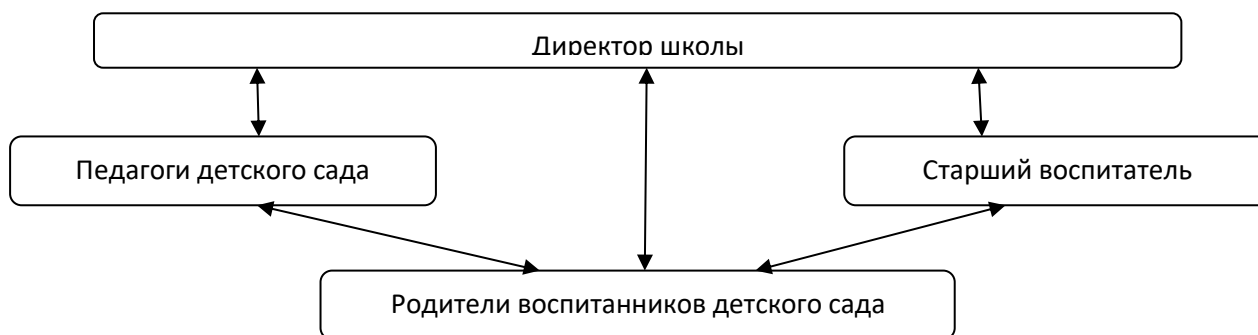 Директор школы
Педагоги детского сада
Старший воспитатель
Родители воспитанников детского сада